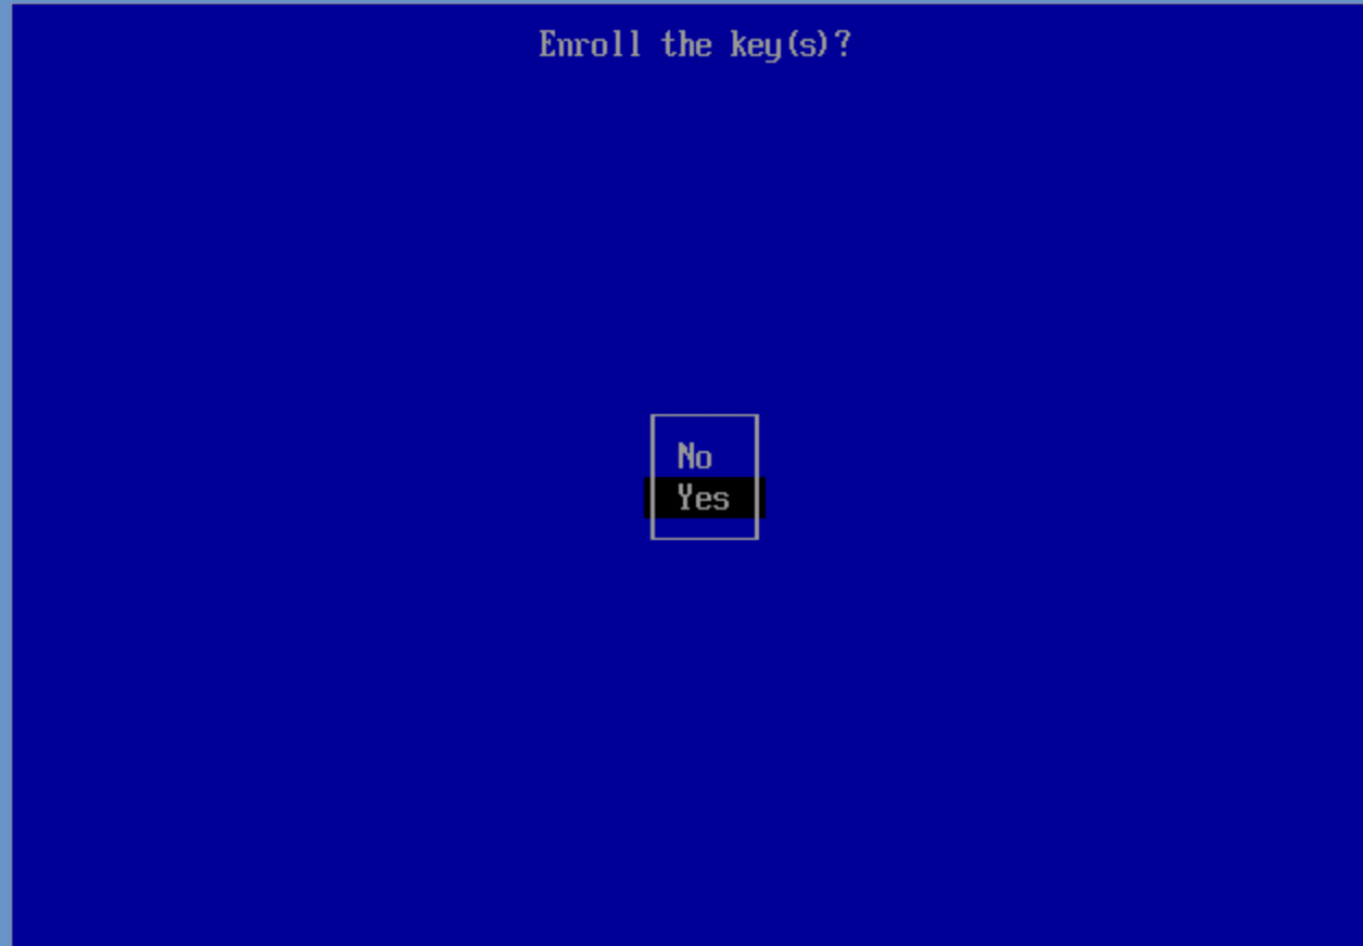 Enroll the key(s)?
No
Yes